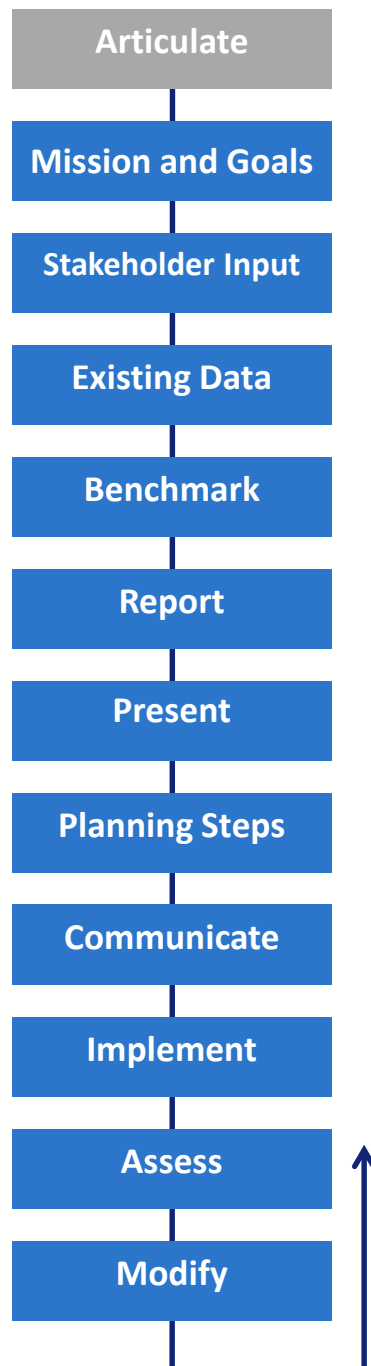 Articulate
Mission and Goals
Stakeholder Input
Existing Data
Benchmark
Report
Present
Planning Steps
Communicate
Implement
Assess
Modify